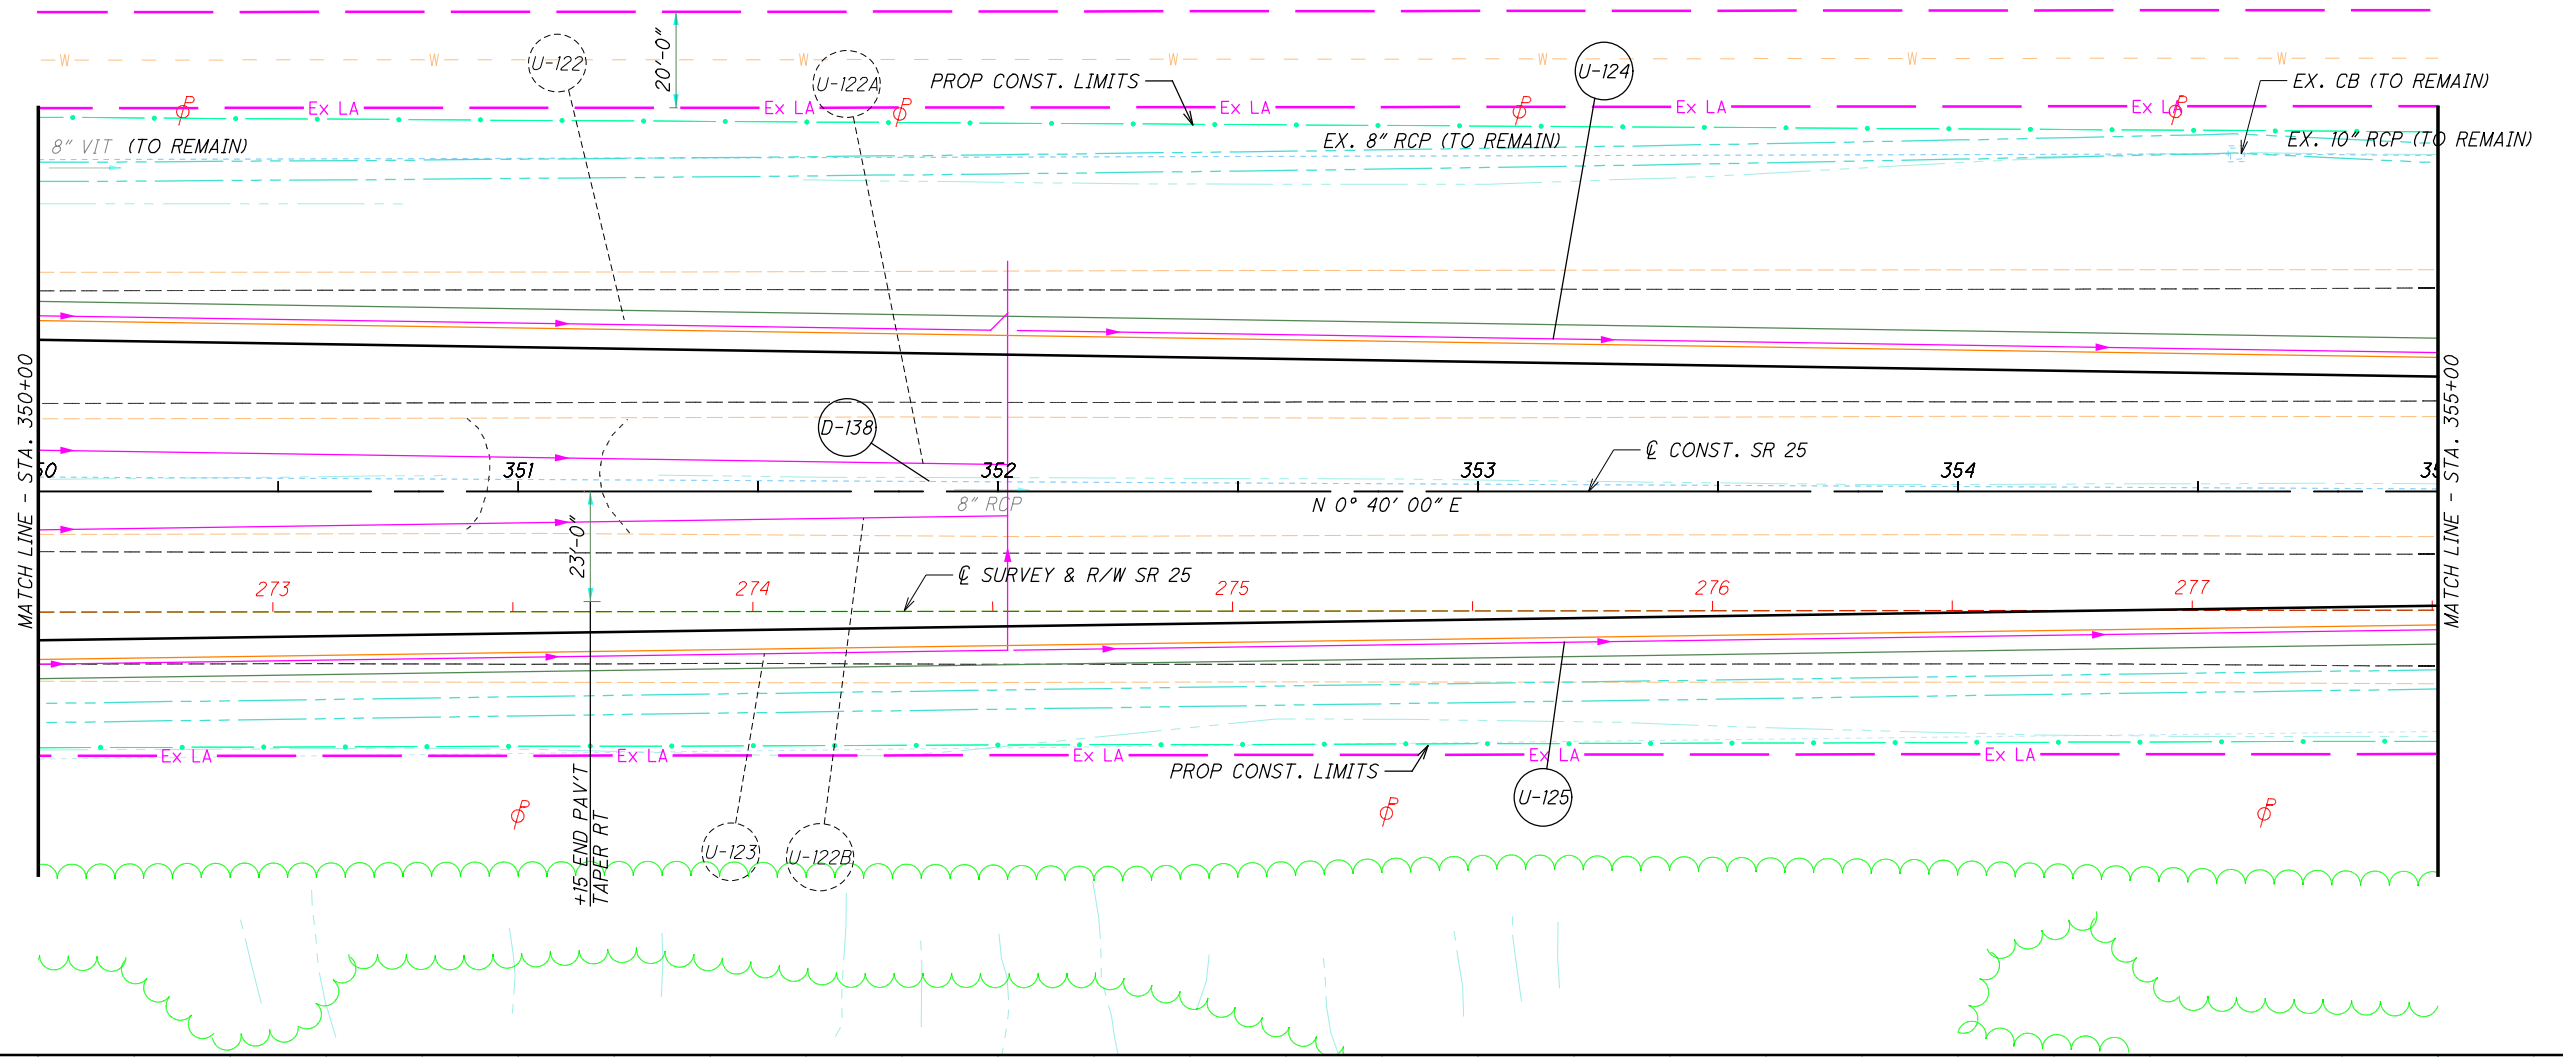 W W W W W W W
U-122
U-122A
20'-0"
PROP CONST. LIMITS
U-124
EX. CB (TO REMAIN)
Ex LA Ex LA Ex LA Ex LA Ex LA
P P P P
8" VIT (TO REMAIN)
EX. 8" RCP (TO REMAIN)
EX. 10" RCP (TO REMAIN)
MATCH LINE - STA. 350+00
MATCH LINE - STA. 355+00
D-138
℄ CONST. SR 25
50 351 352 353 354 35
8" RCP
N 0° 40' 00" E
23'-0"
℄ SURVEY & R/W SR 25
273 274 275 276 277
Ex LA Ex LA Ex LA Ex LA Ex LA
PROP CONST. LIMITS
+15 END PAV'T
TAPER RT
P P P
U-125
U-123
U-122B